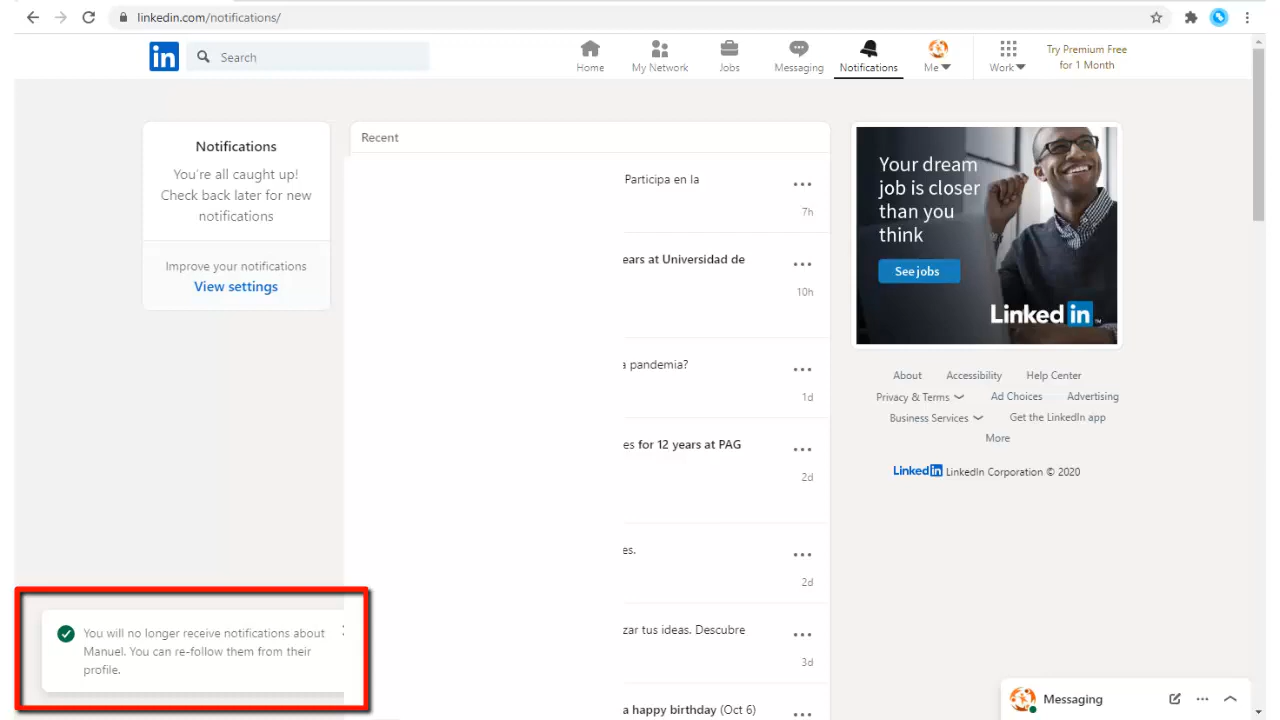 linkedin.com/notifications/
in
Search
Home
My Network
Jobs
Messaging
Notifications
Me
Work
Try Premium Free
for 1 Month
Notifications
You're all caught up!
Check back later for new
notifications
Improve your notifications
View settings
Recent
Participa en la
7h
ears at Universidad de
10h
a pandemia?
1d
es for 12 years at PAG
2d
es.
2d
zar tus ideas. Descubre
3d
a happy birthday (Oct 6)
Your dream
job is closer
than you
think
See jobs
Linked in
About Accessibility Help Center
Privacy & Terms Ad Choices Advertising
Business Services Get the LinkedIn app
More
Linked in LinkedIn Corporation © 2020
You will no longer receive notifications about
Manuel. You can re-follow them from their
profile.
Messaging